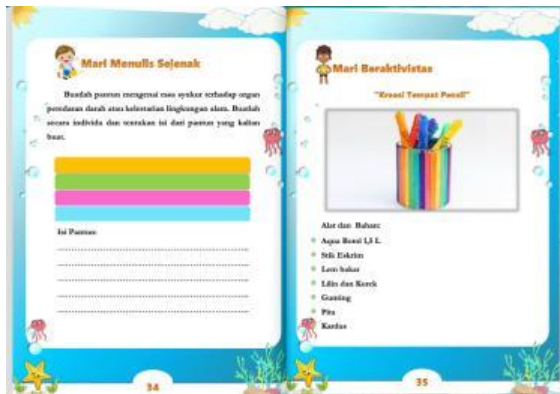 Mari Menulis Sejenak
Buatlah pantun mengenai rasa syukur terhadap organ
peredaran darah atau kelestarian lingkungan alam. Buatlah
secara individu dan tentukan isi dari pantun yang kalian
buat.
Isi Pantun:
34
Mari Beraktivistas
"Kreasi Tempat Pensil"
Alat dan Bahan:
Aqua Botol 1,5 L
Stik Eskrim
Lem bakar
Lilin dan Korek
Gunting
Pita
Kardus
35